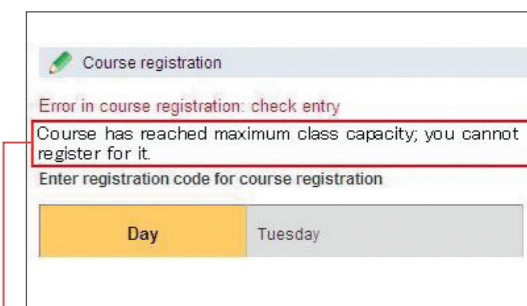 Course registration
Error in course registration: check entry
Course has reached maximum class capacity; you cannot
register for it.
Enter registration code for course registration
Day Tuesday